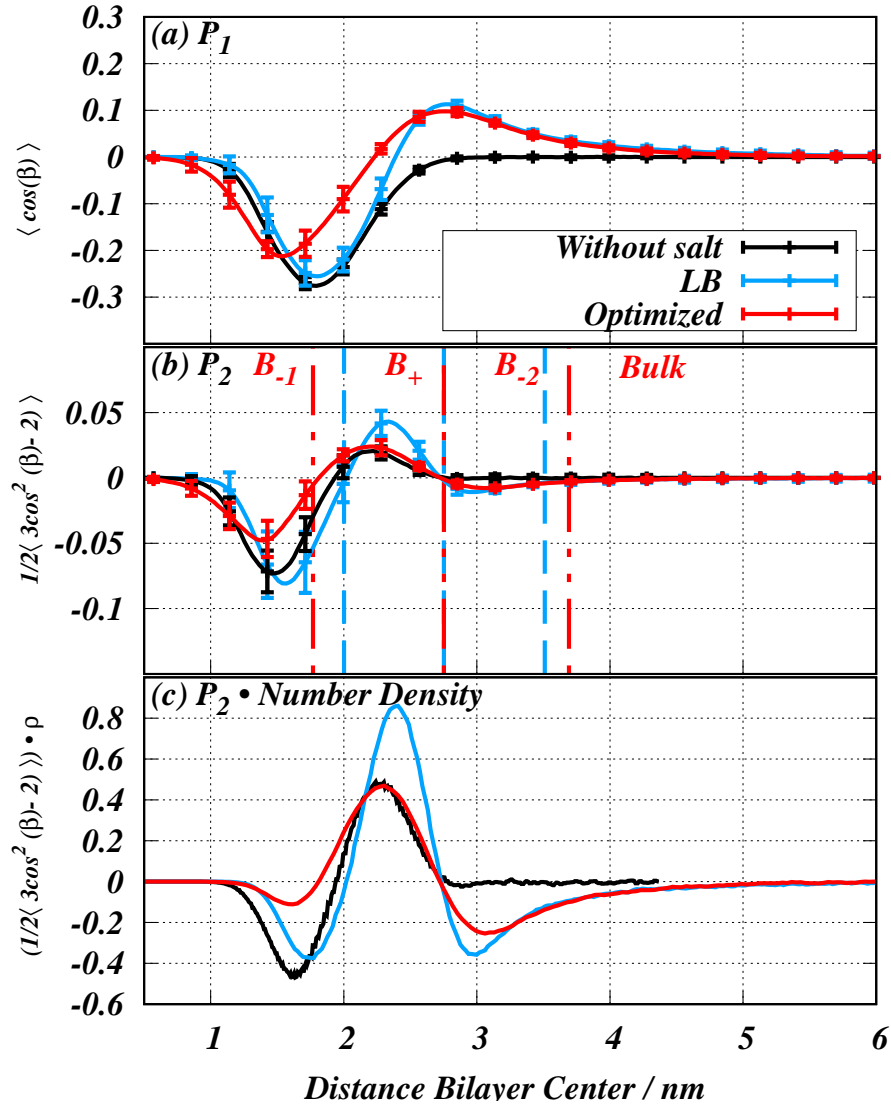 (a) P1
0.3
0.2
0.1
0
-0.1
-0.2
-0.3
⟨ cos(β) ⟩
Without salt
LB
Optimized
(b) P2
B-1
B+
B-2
Bulk
0.05
0
-0.05
-0.1
1/2⟨ 3cos² (β)- 2) ⟩
(c) P2 • Number Density
0.8
0.6
0.4
0.2
0
-0.2
-0.4
-0.6
(1/2⟨ 3cos² (β)- 2) ⟩) • ρ
1 2 3 4 5 6
Distance Bilayer Center / nm